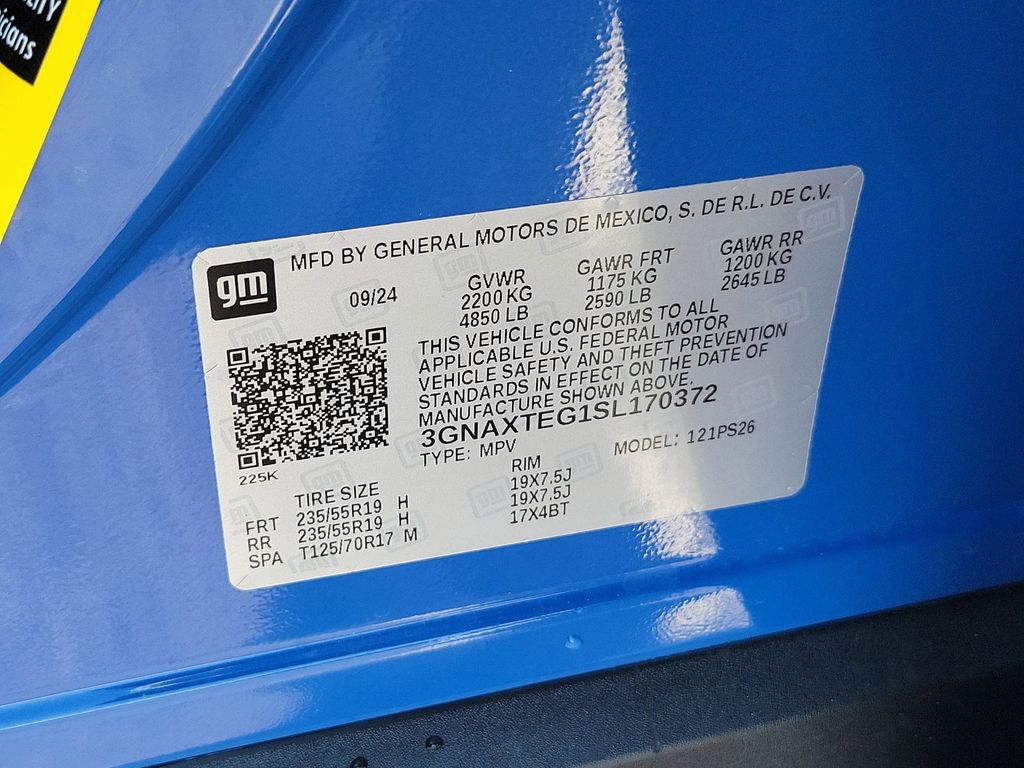 ITY
icians
gm
MFD BY GENERAL MOTORS DE MEXICO, S. DE R.L. DE C.V.
09/24
GVWR
2200 KG
4850 LB
GAWR FRT
1175 KG
2590 LB
GAWR RR
1200 KG
2645 LB
THIS VEHICLE CONFORMS TO ALL
APPLICABLE U.S. FEDERAL MOTOR
VEHICLE SAFETY AND THEFT PREVENTION
STANDARDS IN EFFECT ON THE DATE OF
MANUFACTURE SHOWN ABOVE.
3GNAXTEG1SL170372
TYPE: MPV MODEL: 121PS26
225K
TIRE SIZE RIM
FRT 235/55R19 H 19X7.5J
RR 235/55R19 H 19X7.5J
SPA T125/70R17 M 17X4BT